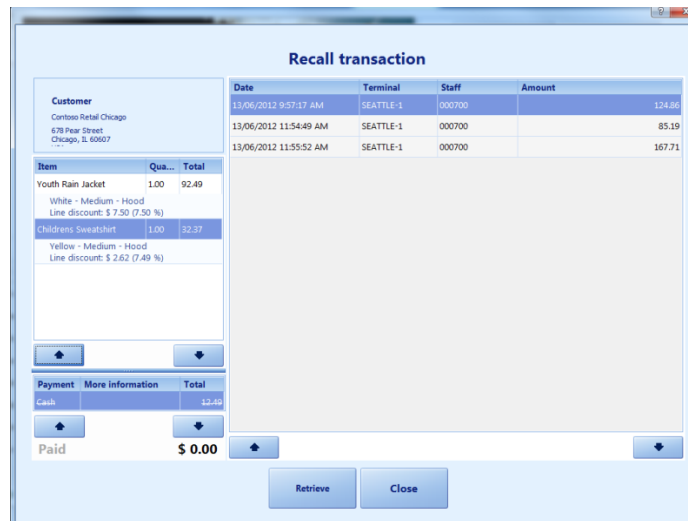 Recall transaction
Customer
Contoso Retail Chicago
678 Pear Street
Chicago, IL 60607
Item Qua... Total
Youth Rain Jacket 1.00 92.49
White - Medium - Hood
Line discount: $ 7.50 (7.50 %)
Childrens Sweatshirt 1.00 32.37
Yellow - Medium - Hood
Line discount: $ 2.62 (7.49 %)
Payment More information Total
Cash 12.49
Paid $ 0.00
Date Terminal Staff Amount
13/06/2012 9:57:17 AM SEATTLE-1 000700 124.86
13/06/2012 11:54:49 AM SEATTLE-1 000700 85.19
13/06/2012 11:55:52 AM SEATTLE-1 000700 167.71
Retrieve Close